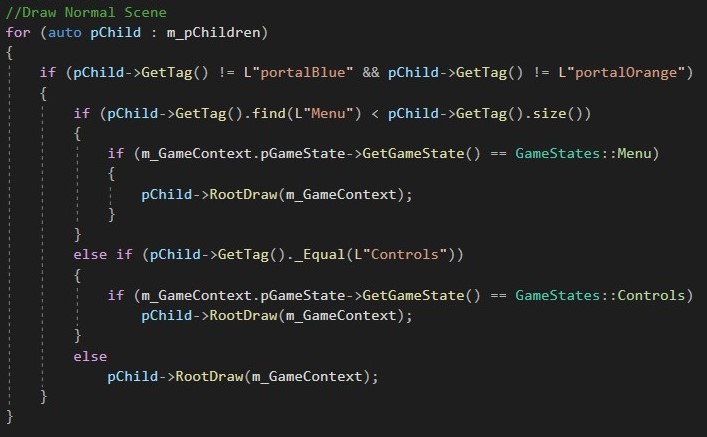 //Draw Normal Scene
for (auto pChild : m_pChildren)
{
if (pChild->GetTag() != L"portalBlue" && pChild->GetTag() != L"portalOrange")
{
if (pChild->GetTag().find(L"Menu") < pChild->GetTag().size())
{
if (m_GameContext.pGameState->GetGameState() == GameStates::Menu)
{
pChild->RootDraw(m_GameContext);
}
}
else if (pChild->GetTag()._Equal(L"Controls"))
{
if (m_GameContext.pGameState->GetGameState() == GameStates::Controls)
pChild->RootDraw(m_GameContext);
}
else
pChild->RootDraw(m_GameContext);
}
}